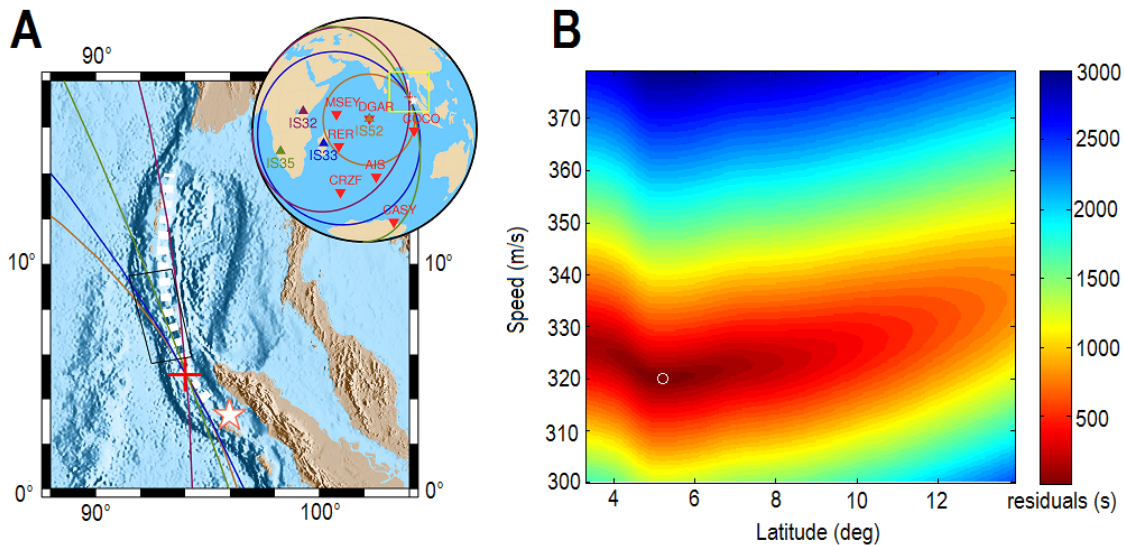 A
90°
10°
0°
90°
100°
10°
0°
MSEY
DGAR
IS32
COCO
RER
IS52
IS33
IS35
AIS
CRZF
CASY
B
370
360
350
340
330
320
310
300
Speed (m/s)
4
6
8
10
12
Latitude (deg)
3000
2500
2000
1500
1000
500
residuals (s)